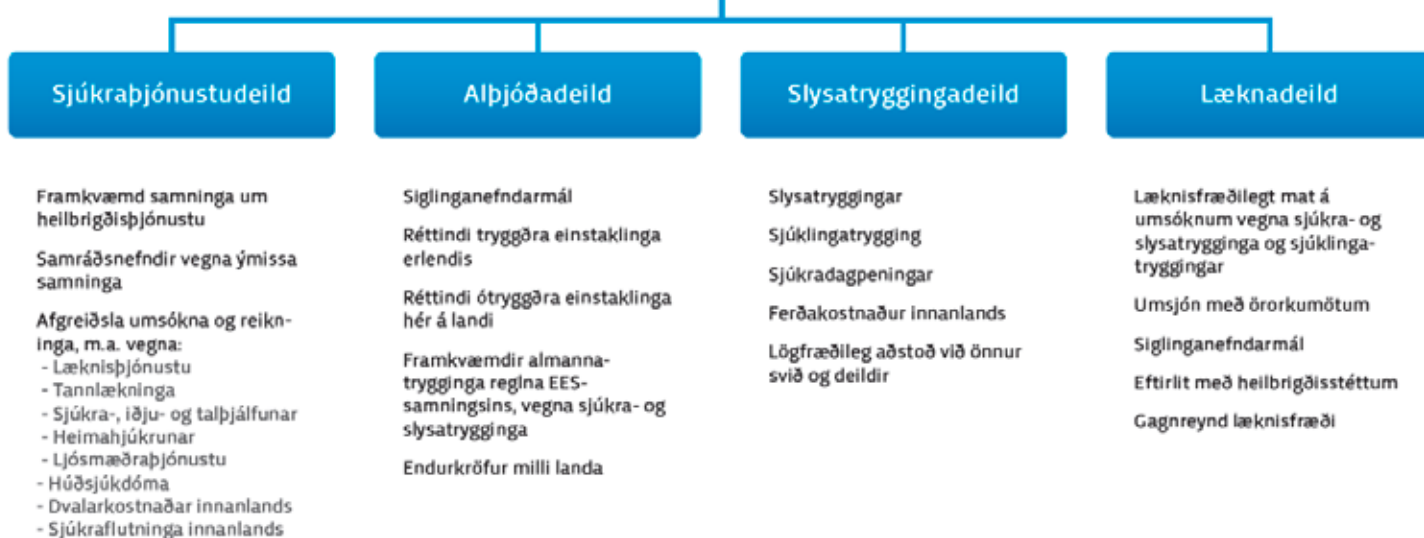 Sjúkraþjónustudeild
Framkvæmd samninga um
heilbrigðisþjónustu
Samráðsnefndir vegna ýmissa
samninga
Afgreiðsla umsókna og reikn-
inga, m.a. vegna:
- Læknisþjónustu
- Tannlækninga
- Sjúkra-, iðju- og talþjálfunar
- Heimahjúkrunar
- Ljósmæðraþjónustu
- Húðsjúkdóma
- Dvalarkostnaðar innanlands
- Sjúkraflutninga innanlands
Alþjóðadeild
Siglinganefndarmál
Réttindi tryggðra einstaklinga
erlendis
Réttindi ótryggðra einstaklinga
hér á landi
Framkvæmdir almanna-
trygginga reglna EES-
samningsins, vegna sjúkra- og
slysatrygginga
Endurkröfur milli landa
Slysatryggingadeild
Slysatryggingar
Sjúklingatrygging
Sjúkradagpeningar
Ferðakostnaður innanlands
Lögfræðileg aðstoð við önnur
svið og deildir
Læknadeild
Læknisfræðilegt mat á
umsóknum vegna sjúkra- og
slysatrygginga og sjúklinga-
tryggingar
Umsjón með örorkumötum
Siglinganefndarmál
Eftirlit með heilbrigðisstéttum
Gagnreynd læknisfræði